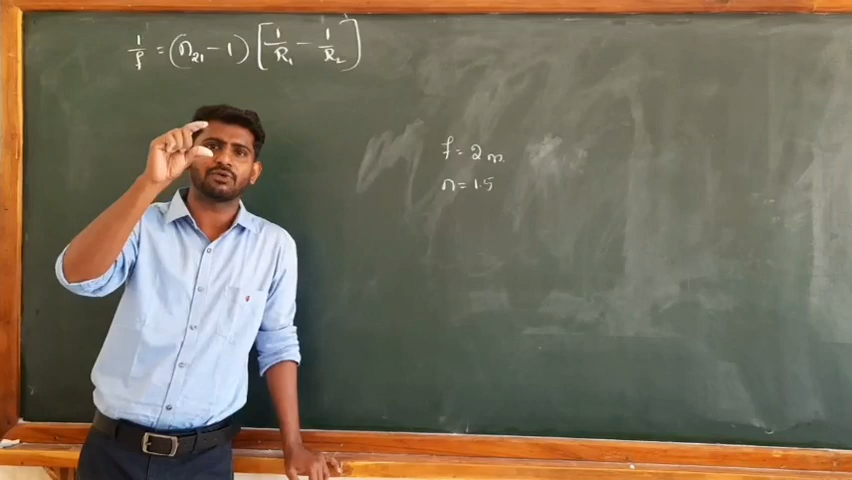 1/f = (n₂₁ - 1) [1/R₁ - 1/R₂]
f = 2 m.
n = 1.5